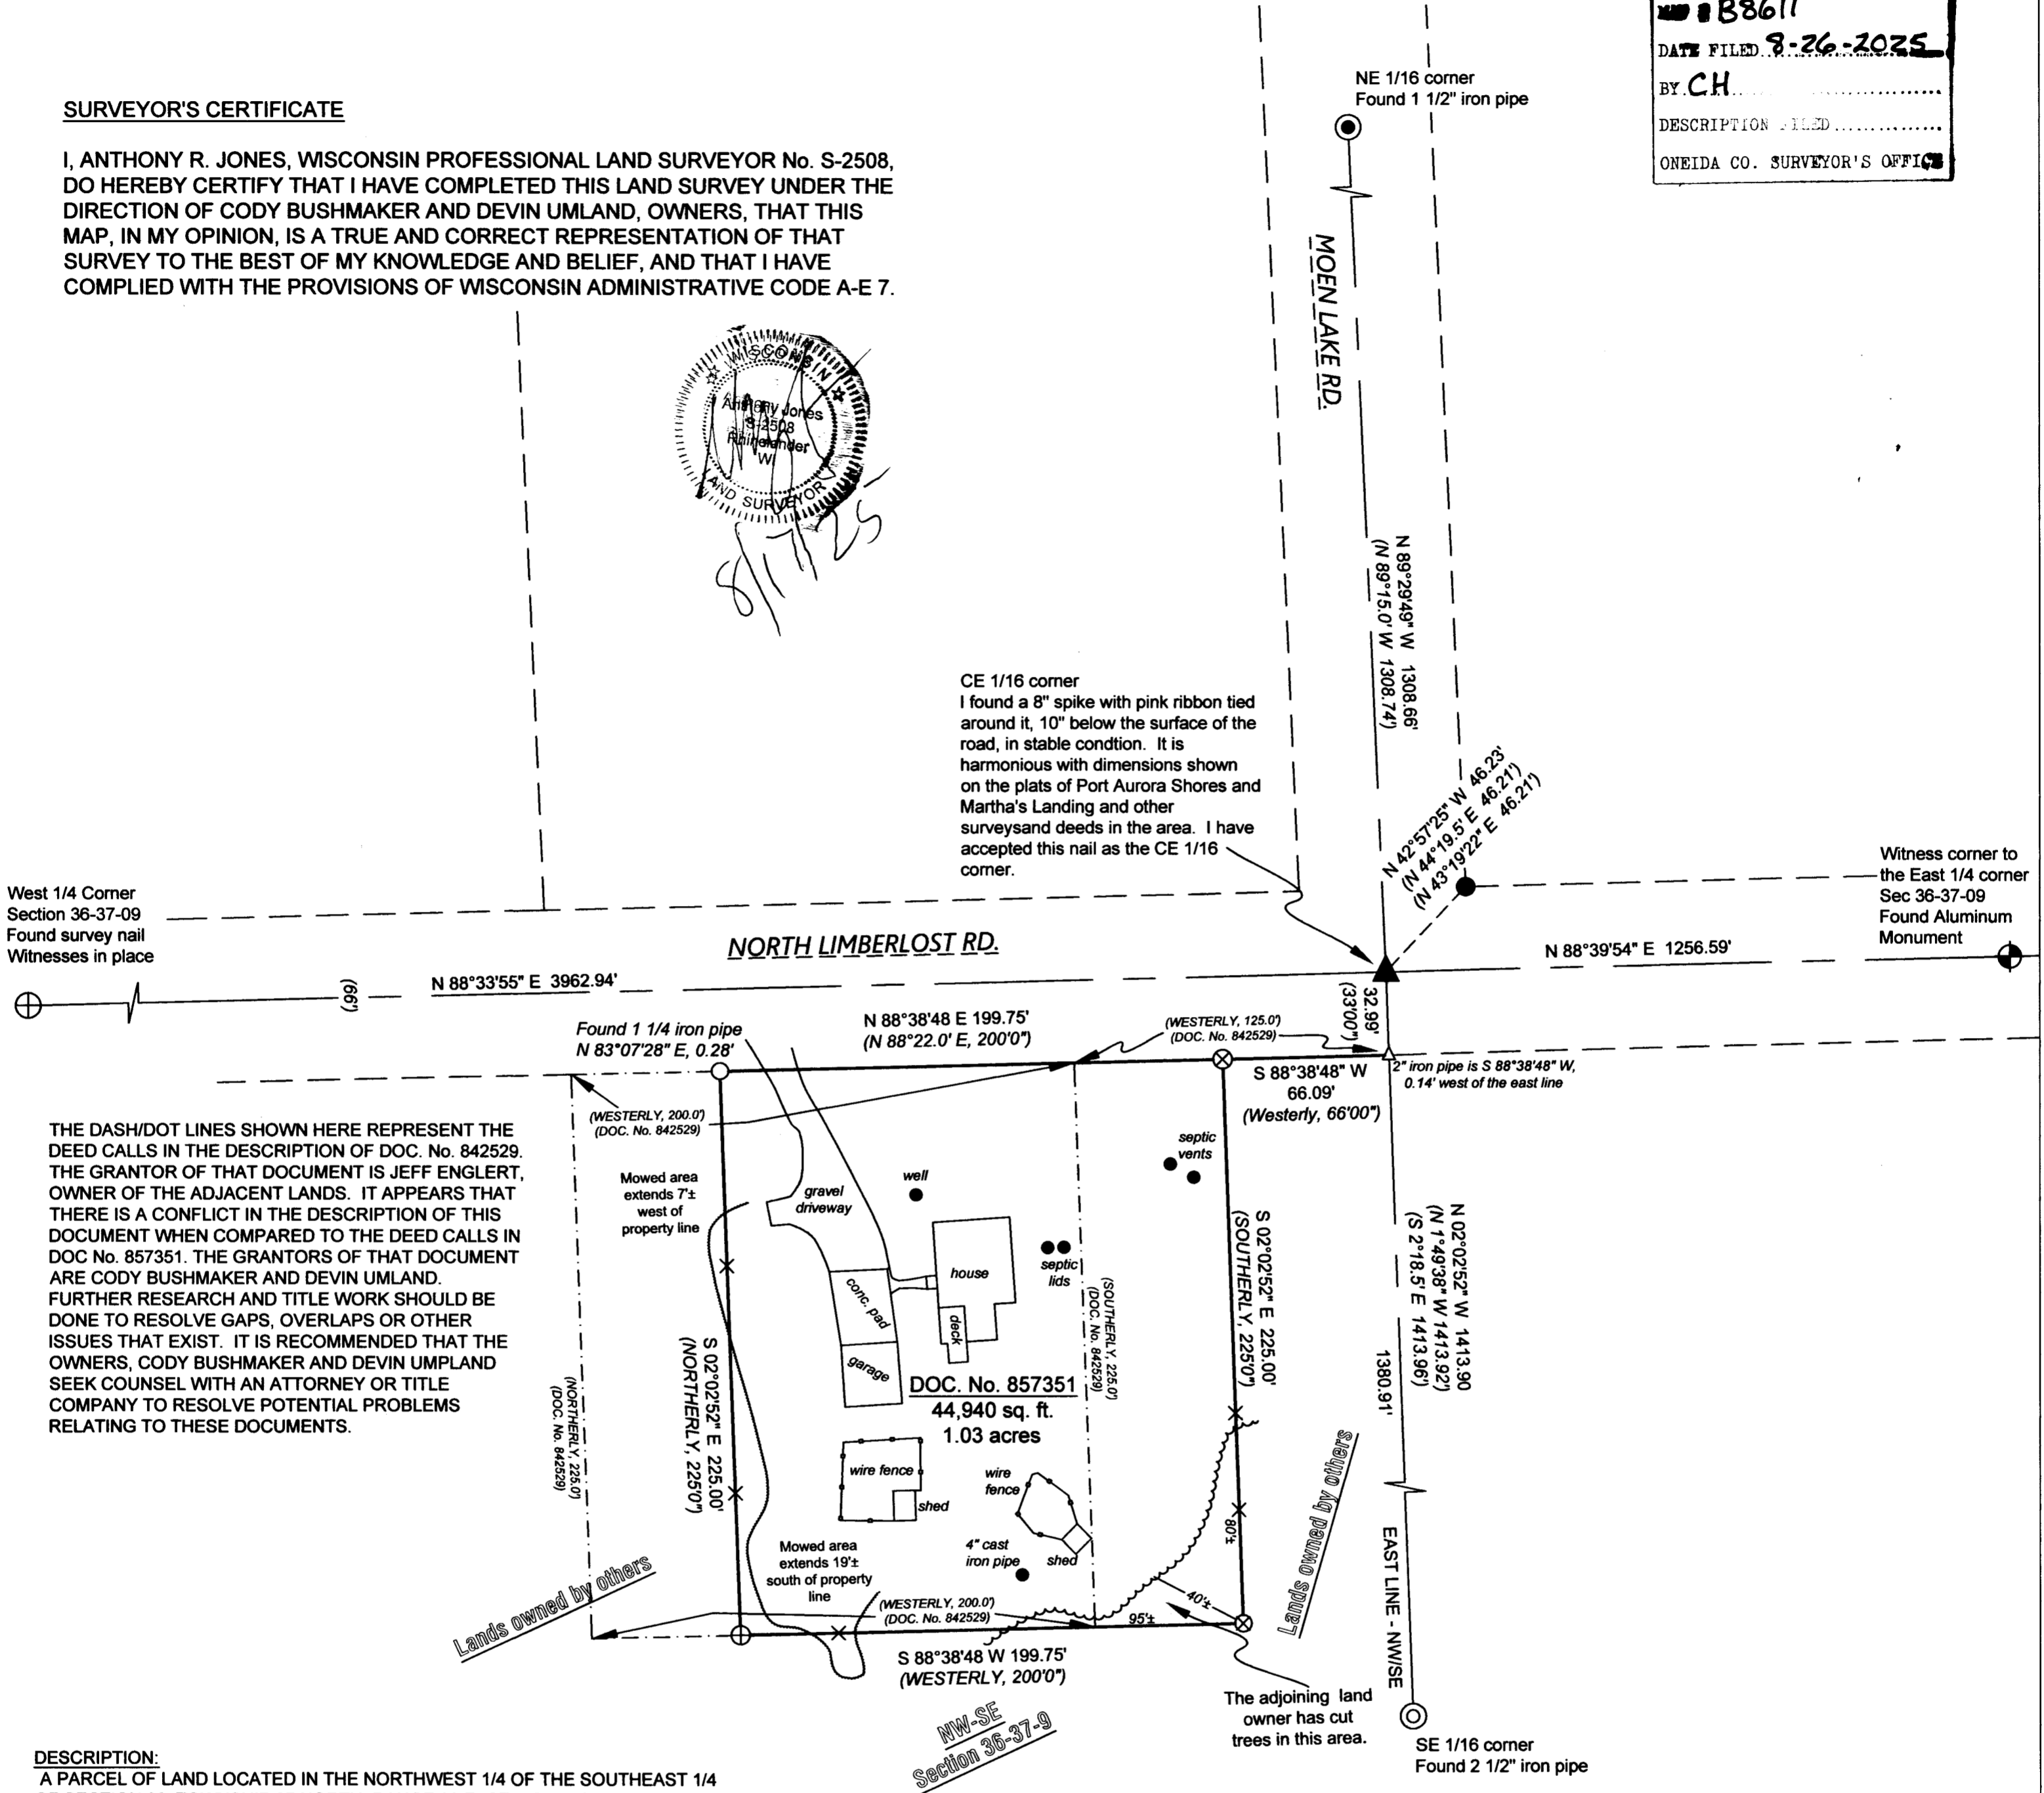 B8611
DATE FILED 8-26-2025
BY CH
DESCRIPTION FILED
ONEIDA CO. SURVEYOR'S OFFICE
SURVEYOR'S CERTIFICATE
I, ANTHONY R. JONES, WISCONSIN PROFESSIONAL LAND SURVEYOR No. S-2508,
DO HEREBY CERTIFY THAT I HAVE COMPLETED THIS LAND SURVEY UNDER THE
DIRECTION OF CODY BUSHMAKER AND DEVIN UMLAND, OWNERS, THAT THIS
MAP, IN MY OPINION, IS A TRUE AND CORRECT REPRESENTATION OF THAT
SURVEY TO THE BEST OF MY KNOWLEDGE AND BELIEF, AND THAT I HAVE
COMPLIED WITH THE PROVISIONS OF WISCONSIN ADMINISTRATIVE CODE A-E 7.
WISCONSIN
Anthony Jones
S-2508
Rhinelander
WI
LAND SURVEYOR
NE 1/16 corner
Found 1 1/2" iron pipe
MOEN LAKE RD.
N 89°29'49" W 1308.66'
(N 89°15.0' W 1308.74')
CE 1/16 corner
I found a 8" spike with pink ribbon tied
around it, 10" below the surface of the
road, in stable condtion. It is
harmonious with dimensions shown
on the plats of Port Aurora Shores and
Martha's Landing and other
surveysand deeds in the area. I have
accepted this nail as the CE 1/16
corner.
N 42°57'25" W 46.23'
(N 44°19.5' E 46.21')
(N 43°19'22" E 46.21')
Witness corner to
the East 1/4 corner
Sec 36-37-09
Found Aluminum
Monument
N 88°39'54" E 1256.59'
West 1/4 Corner
Section 36-37-09
Found survey nail
Witnesses in place
NORTH LIMBERLOST RD.
(66')
N 88°33'55" E 3962.94'
32.99'
(33'00")
Found 1 1/4 iron pipe
N 83°07'28" E, 0.28'
N 88°38'48 E 199.75'
(N 88°22.0' E, 200'0")
(WESTERLY, 125.0')
(DOC. No. 842529)
2" iron pipe is S 88°38'48" W,
0.14' west of the east line
S 88°38'48" W
66.09'
(Westerly, 66'00")
(WESTERLY, 200.0')
(DOC. No. 842529)
THE DASH/DOT LINES SHOWN HERE REPRESENT THE
DEED CALLS IN THE DESCRIPTION OF DOC. No. 842529.
THE GRANTOR OF THAT DOCUMENT IS JEFF ENGLERT,
OWNER OF THE ADJACENT LANDS. IT APPEARS THAT
THERE IS A CONFLICT IN THE DESCRIPTION OF THIS
DOCUMENT WHEN COMPARED TO THE DEED CALLS IN
DOC No. 857351. THE GRANTORS OF THAT DOCUMENT
ARE CODY BUSHMAKER AND DEVIN UMLAND.
FURTHER RESEARCH AND TITLE WORK SHOULD BE
DONE TO RESOLVE GAPS, OVERLAPS OR OTHER
ISSUES THAT EXIST. IT IS RECOMMENDED THAT THE
OWNERS, CODY BUSHMAKER AND DEVIN UMPLAND
SEEK COUNSEL WITH AN ATTORNEY OR TITLE
COMPANY TO RESOLVE POTENTIAL PROBLEMS
RELATING TO THESE DOCUMENTS.
Mowed area
extends 7'±
west of
property line
gravel
driveway
well
septic
vents
house
septic
lids
conc. pad
deck
garage
(SOUTHERLY, 225.0')
(DOC. No. 842529)
S 02°02'52" E 225.00'
(SOUTHERLY, 225'0")
N 02°02'52" W 1413.90
(N 1°49'38" W 1413.92')
(S 2°18.5' E 1413.96')
1380.91'
(NORTHERLY, 225.0')
(DOC. No. 842529)
S 02°02'52" E 225.00'
(NORTHERLY, 225'0")
DOC. No. 857351
44,940 sq. ft.
1.03 acres
wire fence
shed
wire
fence
shed
4" cast
iron pipe
Mowed area
extends 19'±
south of property
line
80'±
40'±
95'±
(WESTERLY, 200.0')
(DOC. No. 842529)
Lands owned by others
Lands owned by others
EAST LINE - NW/SE
S 88°38'48 W 199.75'
(WESTERLY, 200'0")
The adjoining land
owner has cut
trees in this area.
NW-SE
Section 36-37-9
SE 1/16 corner
Found 2 1/2" iron pipe
DESCRIPTION:
A PARCEL OF LAND LOCATED IN THE NORTHWEST 1/4 OF THE SOUTHEAST 1/4